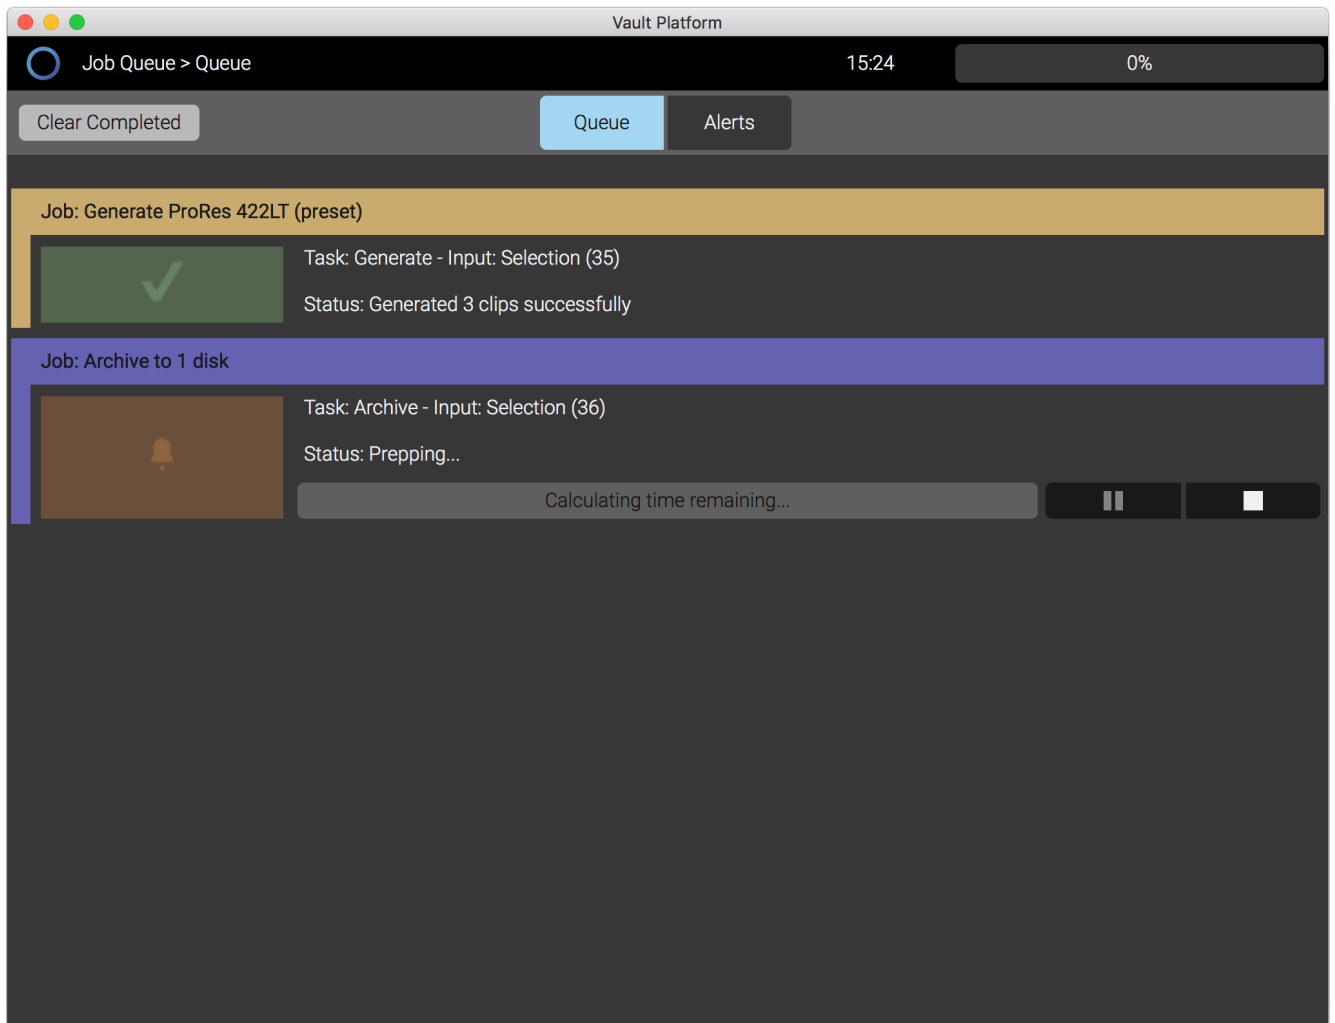 Vault Platform
Job Queue > Queue
15:24
0%
Clear Completed
Queue
Alerts
Job: Generate ProRes 422LT (preset)
Task: Generate - Input: Selection (35)
Status: Generated 3 clips successfully
Job: Archive to 1 disk
Task: Archive - Input: Selection (36)
Status: Prepping...
Calculating time remaining...